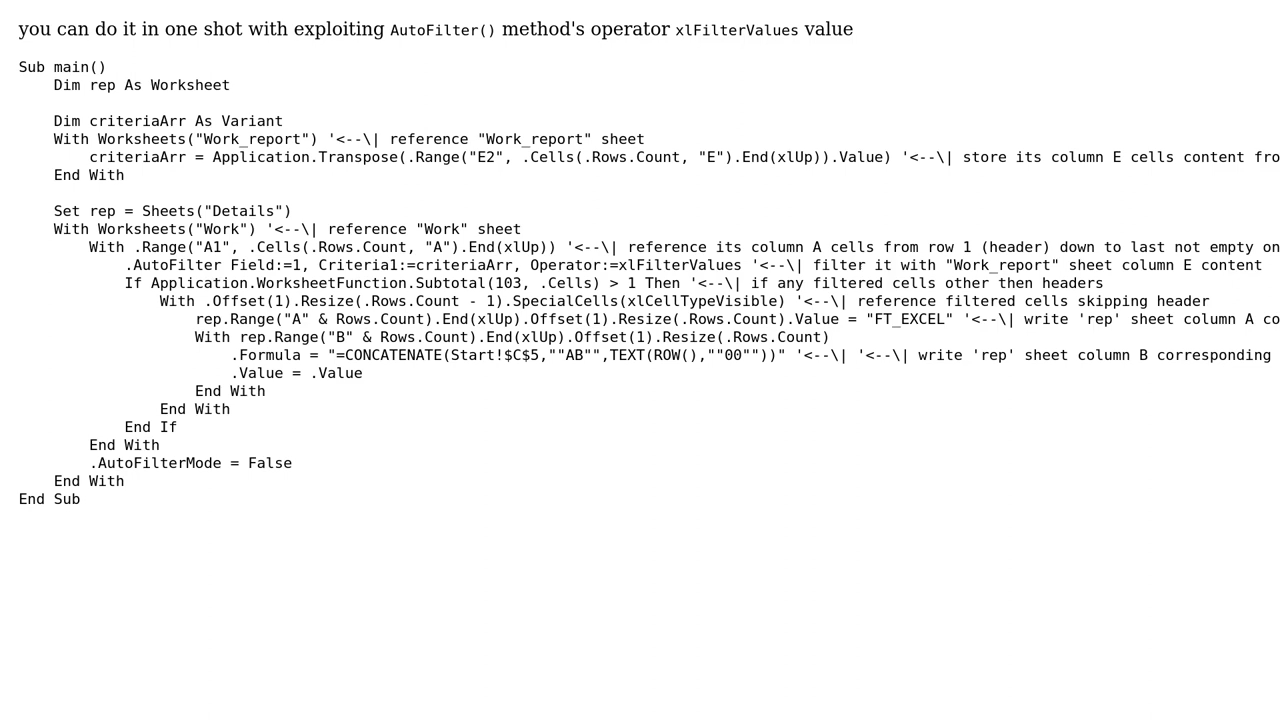 you can do it in one shot with exploiting AutoFilter() method's operator xlFilterValues value
Sub main()
    Dim rep As Worksheet
    Dim criteriaArr As Variant
    With Worksheets("Work_report") '<--\| reference "Work_report" sheet
        criteriaArr = Application.Transpose(.Range("E2", .Cells(.Rows.Count, "E").End(xlUp)).Value) '<--\| store its column E cells content fro
    End With
    Set rep = Sheets("Details")
    With Worksheets("Work") '<--\| reference "Work" sheet
        With .Range("A1", .Cells(.Rows.Count, "A").End(xlUp)) '<--\| reference its column A cells from row 1 (header) down to last not empty on
            .AutoFilter Field:=1, Criteria1:=criteriaArr, Operator:=xlFilterValues '<--\| filter it with "Work_report" sheet column E content
            If Application.WorksheetFunction.Subtotal(103, .Cells) > 1 Then '<--\| if any filtered cells other then headers
                With .Offset(1).Resize(.Rows.Count - 1).SpecialCells(xlCellTypeVisible) '<--\| reference filtered cells skipping header
                    rep.Range("A" & Rows.Count).End(xlUp).Offset(1).Resize(.Rows.Count).Value = "FT_EXCEL" '<--\| write 'rep' sheet column A co
                    With rep.Range("B" & Rows.Count).End(xlUp).Offset(1).Resize(.Rows.Count)
                        .Formula = "=CONCATENATE(Start!$C$5,""AB"",TEXT(ROW(),""00""))" '<--\| '<--\| write 'rep' sheet column B corresponding
                        .Value = .Value
                    End With
                End With
            End If
        End With
        .AutoFilterMode = False
    End With
End Sub